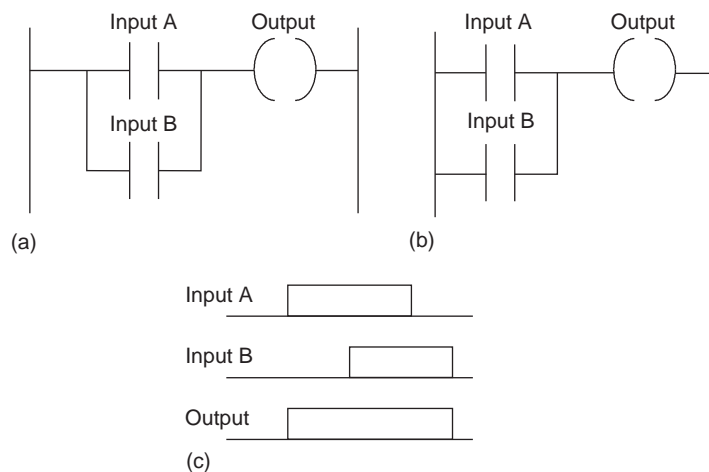 Input A Output
Input B
(a)
Input A Output
Input B
(b)
Input A
Input B
Output
(c)